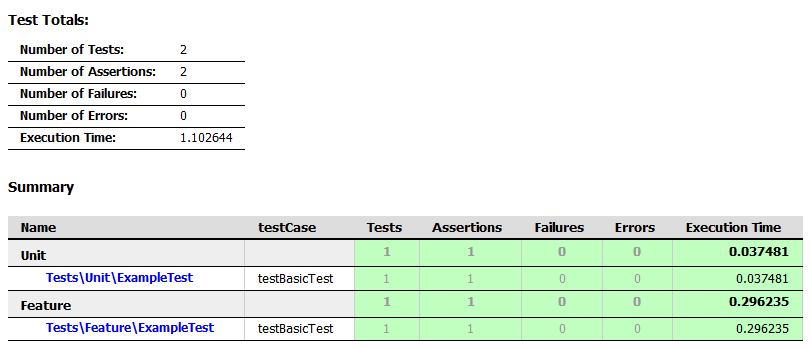 Test Totals:
Number of Tests: 2
Number of Assertions: 2
Number of Failures: 0
Number of Errors: 0
Execution Time: 1.102644
Summary
Name testCase Tests Assertions Failures Errors Execution Time
Unit 1 1 0 0 0.037481
Tests\Unit\ExampleTest testBasicTest 1 1 0 0 0.037481
Feature 1 1 0 0 0.296235
Tests\Feature\ExampleTest testBasicTest 1 1 0 0 0.296235